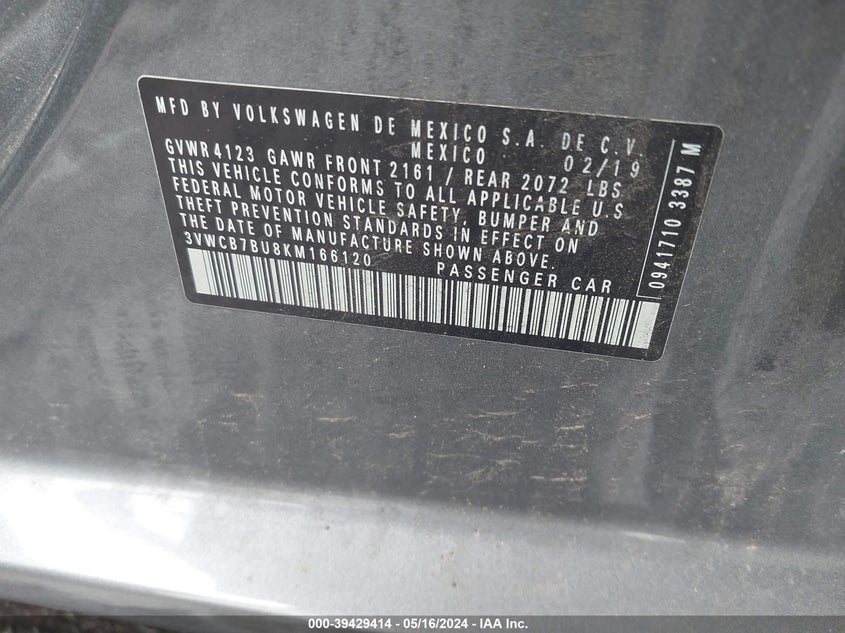 MFD BY VOLKSWAGEN DE MEXICO S.A. DE C.V.
MEXICO 02/19
GVWR 4123 GAWR FRONT 2161 / REAR 2072 LBS
THIS VEHICLE CONFORMS TO ALL APPLICABLE U.S
FEDERAL MOTOR VEHICLE SAFETY, BUMPER AND
THEFT PREVENTION STANDARDS IN EFFECT ON
THE DATE OF MANUFACTURE SHOWN ABOVE.
3VWCB7BU8KM166120 PASSENGER CAR
0941710 3387 M
000-39429414 - 05/16/2024 - IAA Inc.